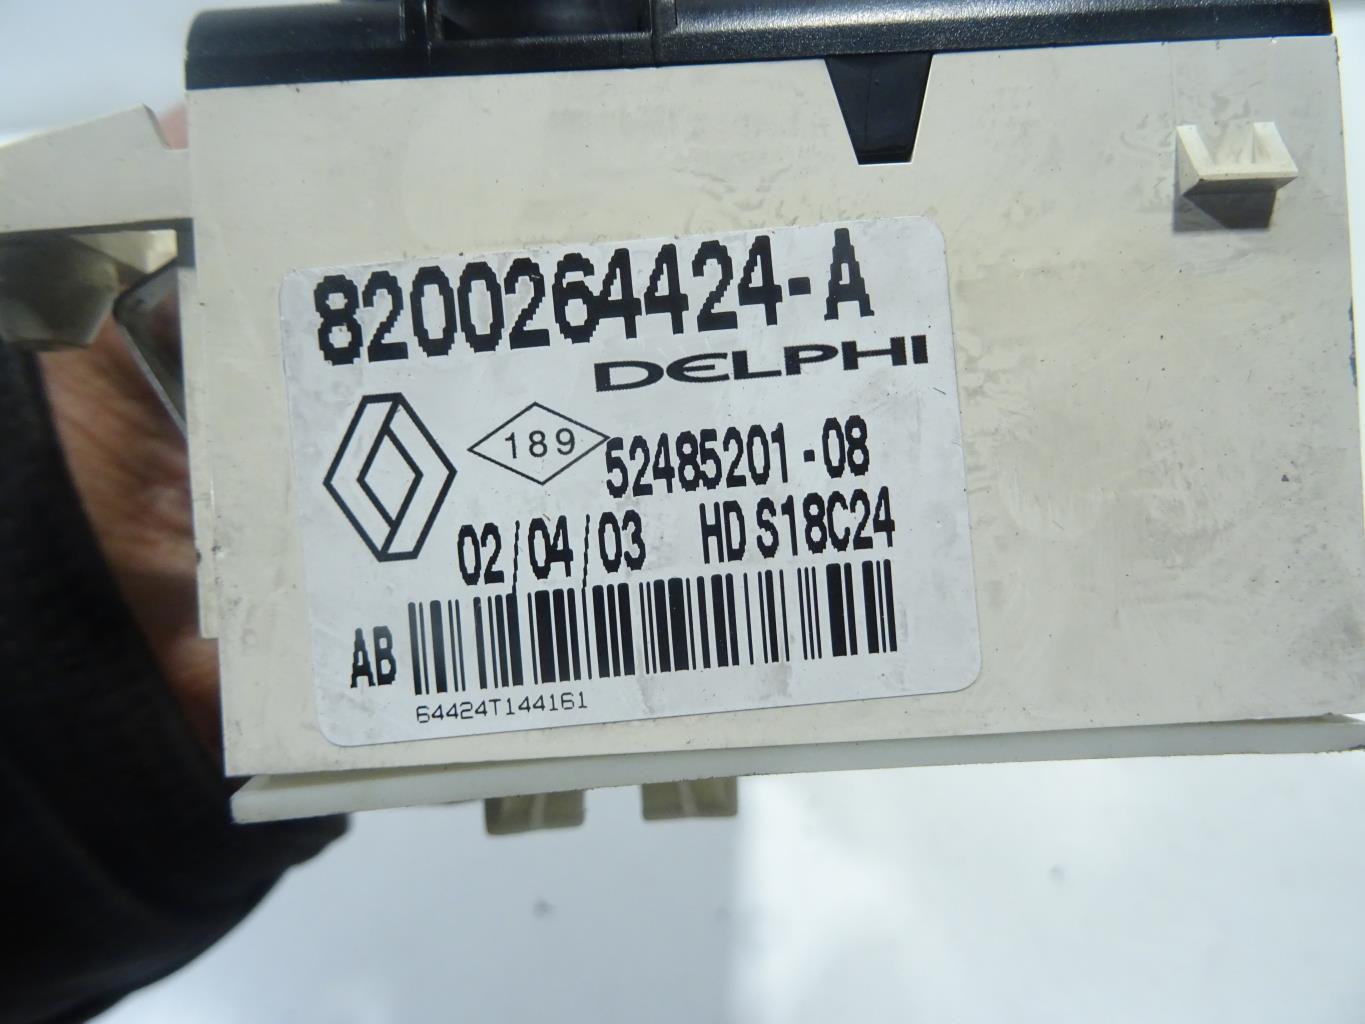 8200264424-A
DELPHI
189
52485201-08
02/04/03 HD S18C24
AB
64424T144161